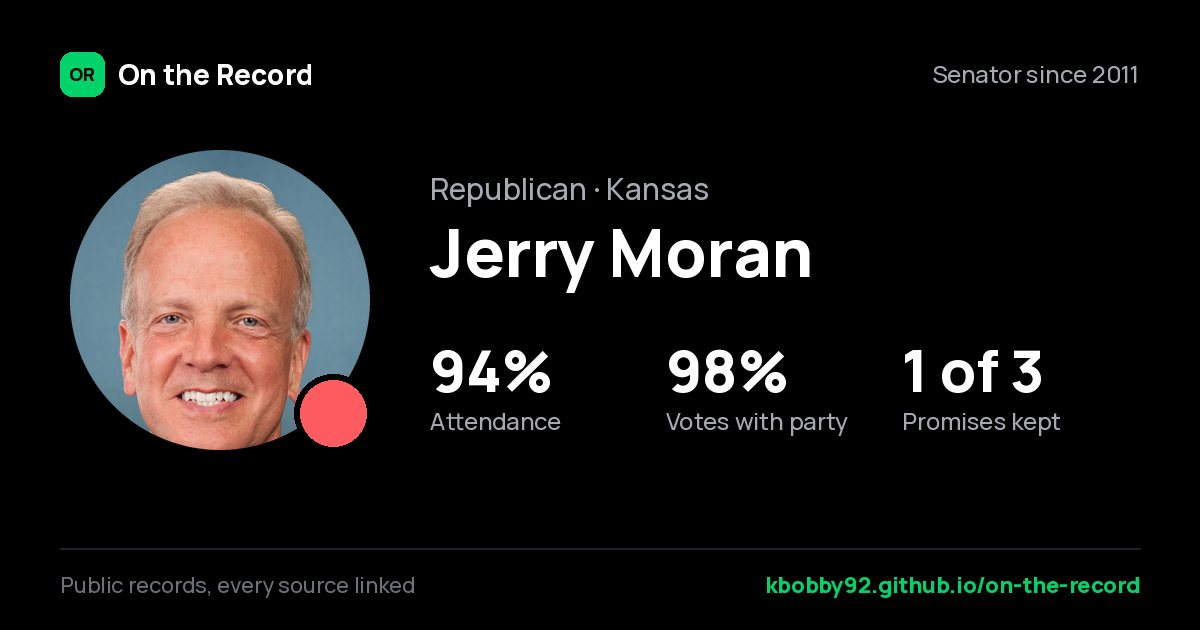 OR On the Record
Senator since 2011
Republican · Kansas
Jerry Moran
94% 98% 1 of 3
Attendance Votes with party Promises kept
Public records, every source linked
kbobby92.github.io/on-the-record